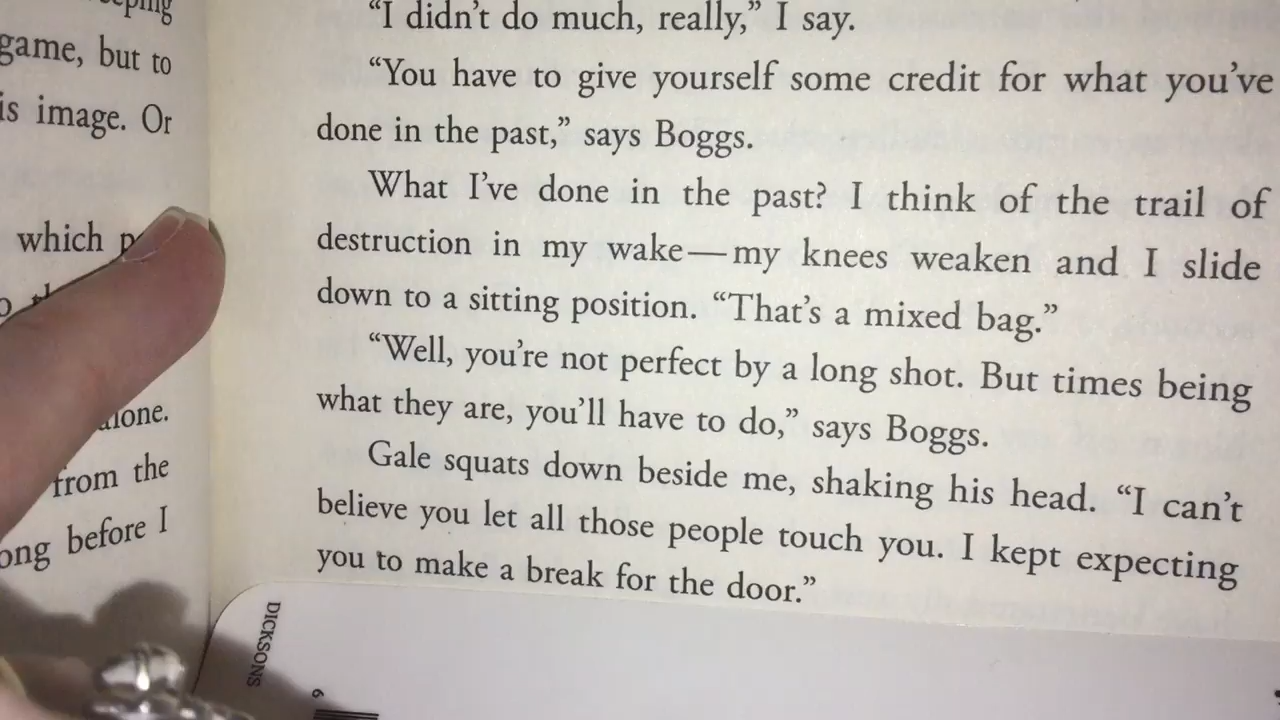 game, but to
is image. Or
which
alone.
from the
before I
“I didn’t do much, really,” I say.
“You have to give yourself some credit for what you’ve
done in the past,” says Boggs.
What I’ve done in the past? I think of the trail of
destruction in my wake—my knees weaken and I slide
down to a sitting position. “That’s a mixed bag.”
“Well, you’re not perfect by a long shot. But times being
what they are, you’ll have to do,” says Boggs.
Gale squats down beside me, shaking his head. “I can’t
believe you let all those people touch you. I kept expecting
you to make a break for the door.”
DICKSONS
6